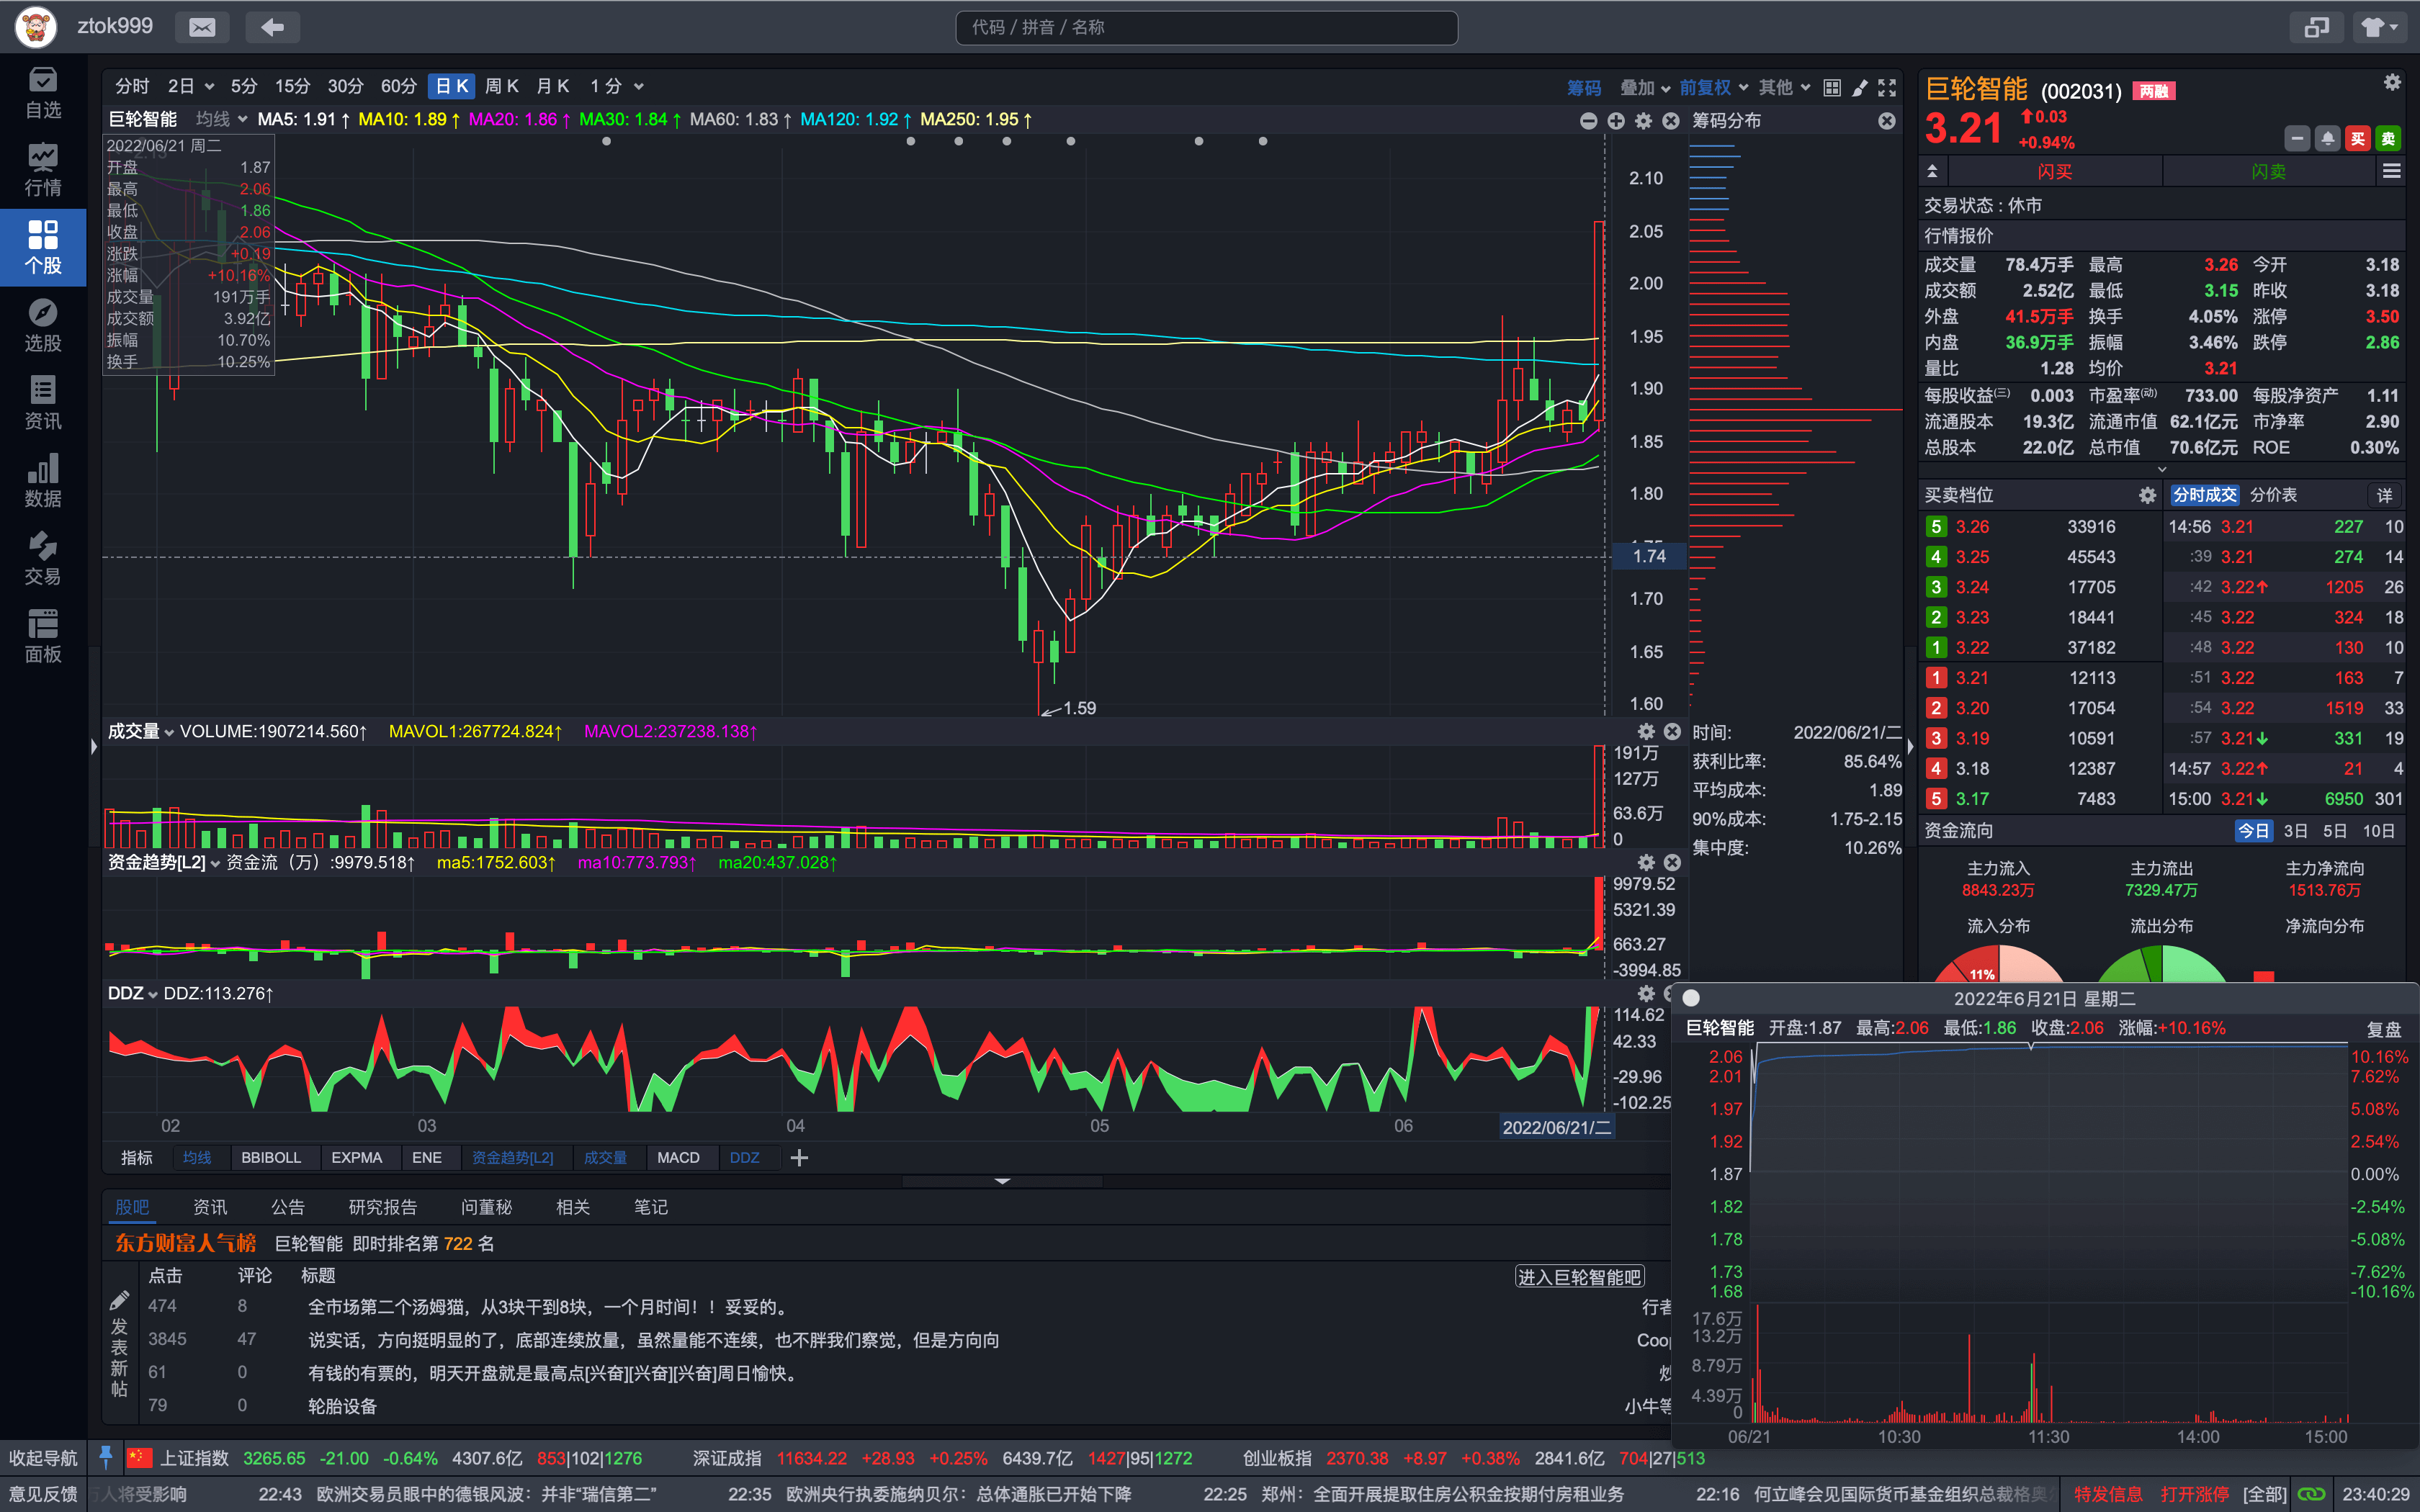 ztok999
代码 / 拼音 / 名称
自选
行情
个股
选股
资讯
数据
交易
面板
分时 2日 5分 15分 30分 60分 日K 周K 月K 1分 筹码 叠加 前复权 其他
巨轮智能 均线 MA5: 1.91↑ MA10: 1.89↑ MA20: 1.86↑ MA30: 1.84↑ MA60: 1.83↑ MA120: 1.92↑ MA250: 1.95↑
筹码分布
2022/06/21 周二
开盘 1.87
最高 2.06
最低 1.86
收盘 2.06
涨跌 +0.19
涨幅 +10.16%
成交量 191万手
成交额 3.92亿
振幅 10.70%
换手 10.25%
2.10
2.05
2.00
1.95
1.90
1.85
1.80
1.74
1.70
1.65
1.60
1.59
成交量 VOLUME:1907214.560↑ MAVOL1:267724.824↑ MAVOL2:237238.138↑
191万
127万
63.6万
0
资金趋势[L2] 资金流（万）:9979.518↑ ma5:1752.603↑ ma10:773.793↑ ma20:437.028↑
9979.52
5321.39
663.27
-3994.85
DDZ DDZ:113.276↑
114.62
42.33
-29.96
-102.25
02 03 04 05 06 2022/06/21/二
指标 均线 BBIBOLL EXPMA ENE 资金趋势[L2] 成交量 MACD DDZ
时间: 2022/06/21/二
获利比率: 85.64%
平均成本: 1.89
90%成本: 1.75-2.15
集中度: 10.26%
股吧 资讯 公告 研究报告 问董秘 相关 笔记
东方财富人气榜 巨轮智能 即时排名第 722 名
点击 评论 标题 进入巨轮智能吧
发表新帖
474 8 全市场第二个汤姆猫，从3块干到8块，一个月时间！！妥妥的。 行者
3845 47 说实话，方向挺明显的了，底部连续放量，虽然量能不连续，也不胖我们察觉，但是方向向
61 0 有钱的有票的，明天开盘就是最高点[兴奋][兴奋][兴奋]周日愉快。
79 0 轮胎设备 小牛等
巨轮智能 (002031) 两融
3.21 0.03
+0.94%
买 卖
闪买 闪卖
交易状态 : 休市
行情报价
成交量 78.4万手 最高 3.26 今开 3.18
成交额 2.52亿 最低 3.15 昨收 3.18
外盘 41.5万手 换手 4.05% 涨停 3.50
内盘 36.9万手 振幅 3.46% 跌停 2.86
量比 1.28 均价 3.21
每股收益(三) 0.003 市盈率(动) 733.00 每股净资产 1.11
流通股本 19.3亿 流通市值 62.1亿元 市净率 2.90
总股本 22.0亿 总市值 70.6亿元 ROE 0.30%
买卖档位 分时成交 分价表 详
5 3.26 33916 14:56 3.21 227 10
4 3.25 45543 :39 3.21 274 14
3 3.24 17705 :42 3.22↑ 1205 26
2 3.23 18441 :45 3.22 324 18
1 3.22 37182 :48 3.22 130 10
1 3.21 12113 :51 3.22 163 7
2 3.20 17054 :54 3.22 1519 33
3 3.19 10591 :57 3.21↓ 331 19
4 3.18 12387 14:57 3.22↑ 21 4
5 3.17 7483 15:00 3.21↓ 6950 301
资金流向 今日 3日 5日 10日
主力流入 主力流出 主力净流向
8843.23万 7329.47万 1513.76万
流入分布 流出分布 净流向分布
11%
2022年6月21日 星期二
巨轮智能 开盘:1.87 最高:2.06 最低:1.86 收盘:2.06 涨幅:+10.16% 复盘
2.06 10.16%
2.01 7.62%
1.97 5.08%
1.92 2.54%
1.87 0.00%
1.82 -2.54%
1.78 -5.08%
1.73 -7.62%
1.68 -10.16%
17.6万
13.2万
8.79万
4.39万
0
06/21 10:30 11:30 14:00 15:00
收起导航 上证指数 3265.65 -21.00 -0.64% 4307.6亿 853|102|1276 深证成指 11634.22 +28.93 +0.25% 6439.7亿 1427|95|1272 创业板指 2370.38 +8.97 +0.38% 2841.6亿 704|27|513
意见反馈 人将受影响 22:43 欧洲交易员眼中的德银风波：并非“瑞信第二” 22:35 欧洲央行执委施纳贝尔：总体通胀已开始下降 22:25 郑州：全面开展提取住房公积金按期付房租业务 22:16 何立峰会见国际货币基金组织总裁格奥 特发信息 打开涨停 [全部] 23:40:29